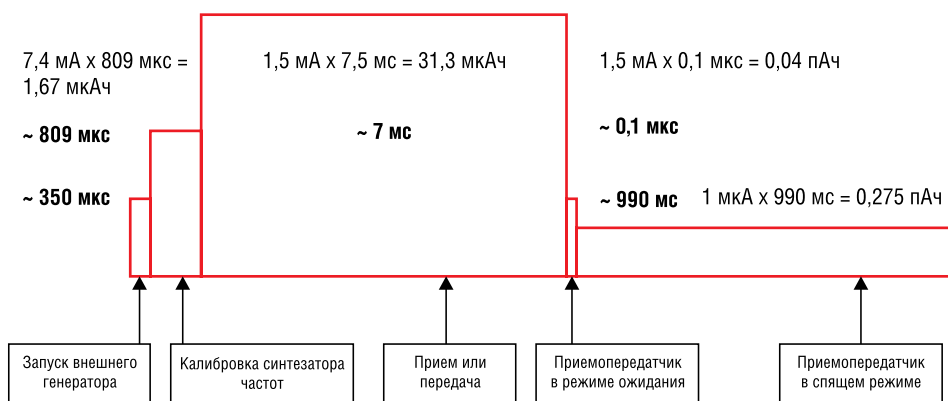 7,4 мА x 809 мкс =
1,67 мкАч
~ 809 мкс
~ 350 мкс
1,5 мА x 7,5 мс = 31,3 мкАч
~ 7 мс
1,5 мА x 0,1 мкс = 0,04 пАч
~ 0,1 мкс
~ 990 мс
1 мкА x 990 мс = 0,275 пАч
Запуск внешнего
генератора
Калибровка синтезатора
частот
Прием или
передача
Приемопередатчик
в режиме ожидания
Приемопередатчик
в спящем режиме